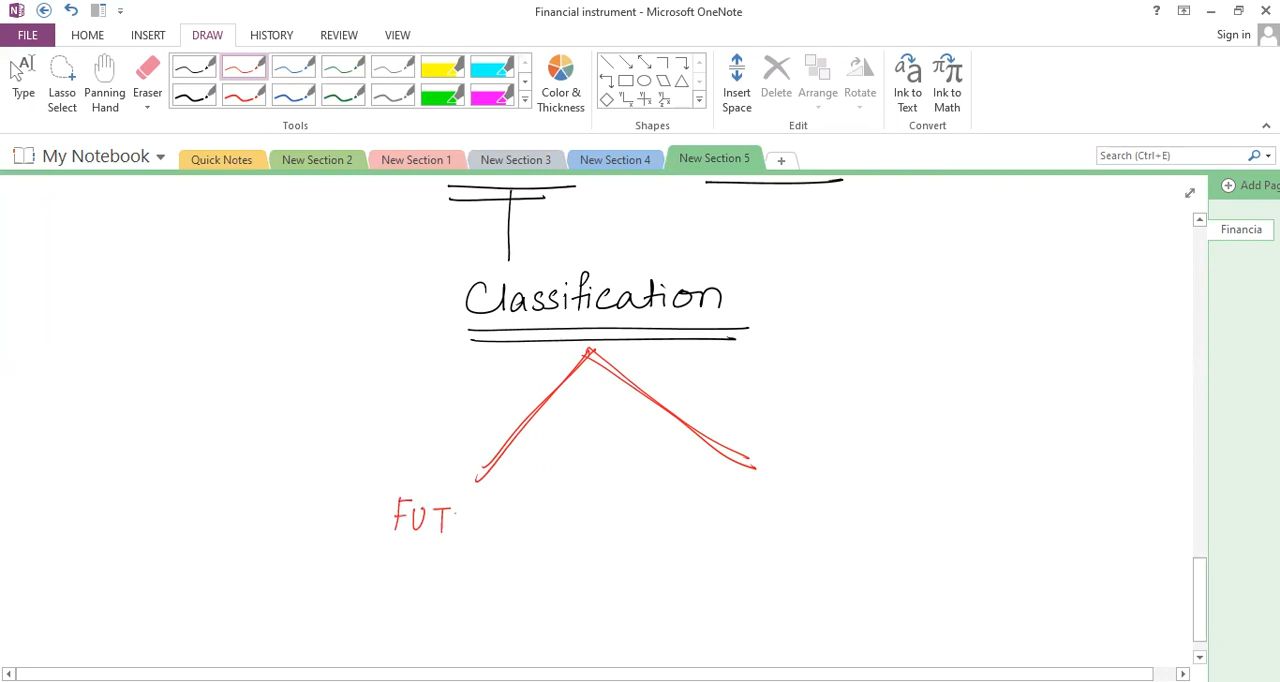 Financial instrument - Microsoft OneNote
?
FILE HOME INSERT DRAW HISTORY REVIEW VIEW Sign in
Type Lasso Select Panning Hand Eraser Color & Thickness Insert Space Delete Arrange Rotate Ink to Text Ink to Math
Tools Shapes Edit Convert
My Notebook Quick Notes New Section 2 New Section 1 New Section 3 New Section 4 New Section 5 Search (Ctrl+E)
Add Pag
Financia
Classification
FUT